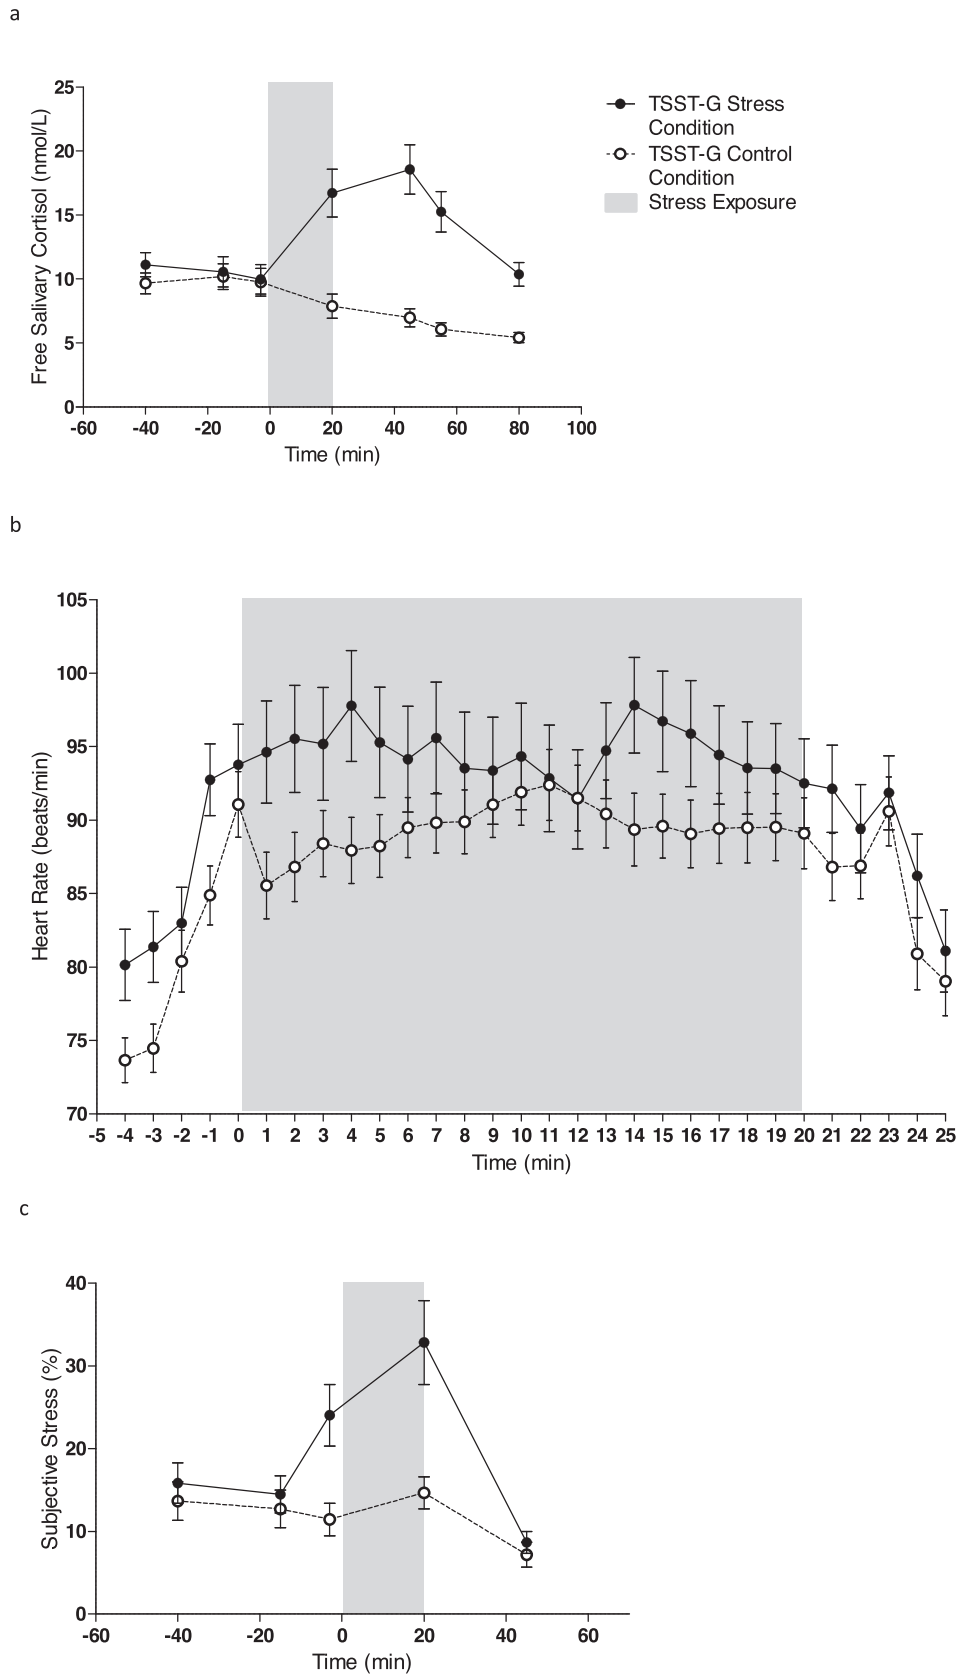 a
25
20
15
10
5
0
Free Salivary Cortisol (nmol/L)
-60 -40 -20 0 20 40 60 80 100
Time (min)
TSST-G Stress
Condition
TSST-G Control
Condition
Stress Exposure
b
105
100
95
90
85
80
75
70
Heart Rate (beats/min)
-5 -4 -3 -2 -1 0 1 2 3 4 5 6 7 8 9 10 11 12 13 14 15 16 17 18 19 20 21 22 23 24 25
Time (min)
c
40
30
20
10
0
Subjective Stress (%)
-60 -40 -20 0 20 40 60
Time (min)